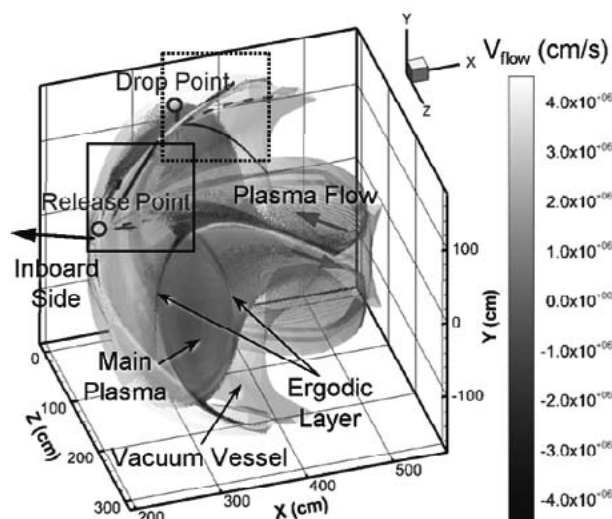 Y
X
Z
V_flow (cm/s)
Drop Point
4.0x10^+06
3.0x10^+06
Release Point
Plasma Flow
2.0x10^+06
1.0x10^+06
100
Inboard
Side
0.0x10^+00
0
Y (cm)
-1.0x10^+06
Main
Plasma
Ergodic
Layer
-100
-2.0x10^+06
0
100
Z (cm)
200
300
Vacuum Vessel
-3.0x10^+06
500
400
300
200
X (cm)
-4.0x10^+06